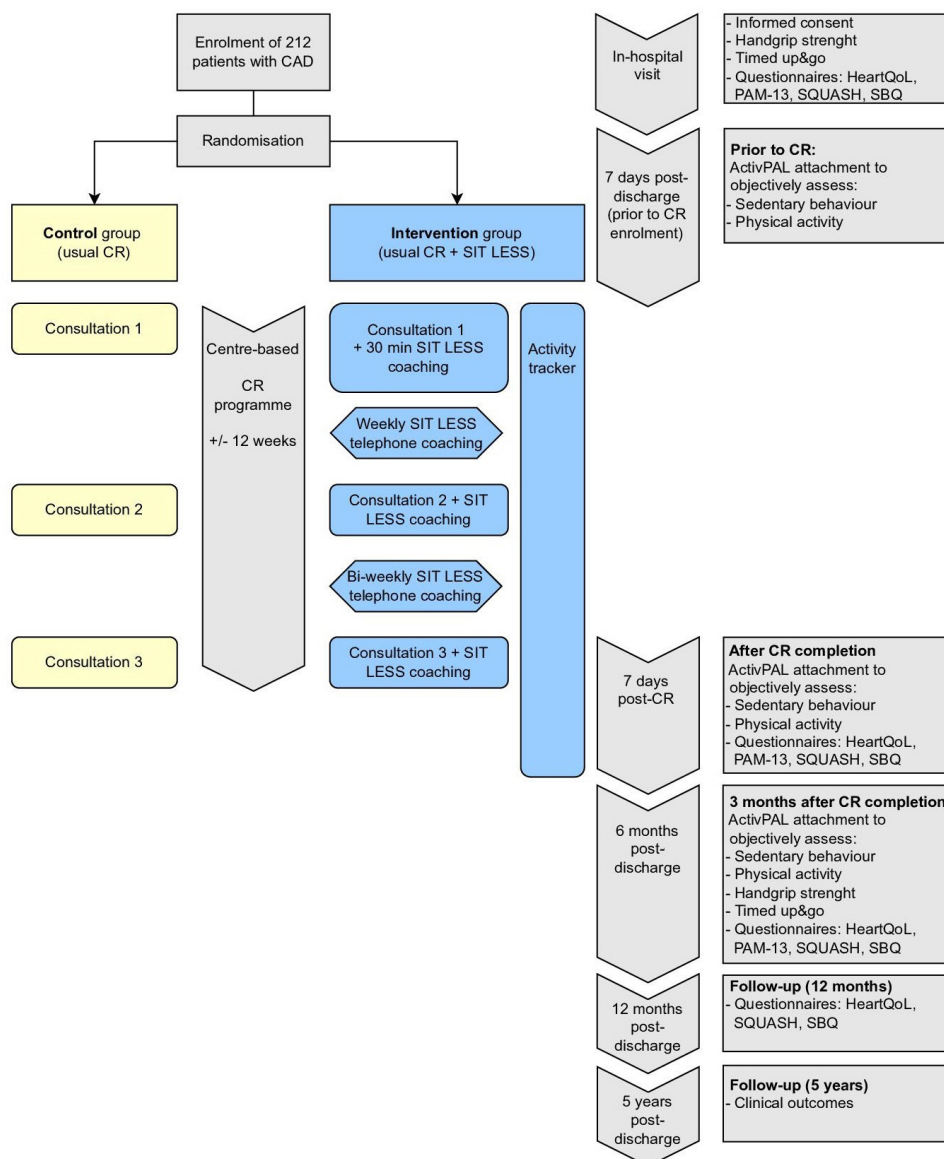 Enrolment of 212
patients with CAD
Randomisation
Control group
(usual CR)
Intervention group
(usual CR + SIT LESS)
Consultation 1
Centre-based
CR
programme
+/- 12 weeks
Consultation 1
+ 30 min SIT LESS
coaching
Activity
tracker
Weekly SIT LESS
telephone coaching
Consultation 2
Consultation 2 + SIT
LESS coaching
Bi-weekly SIT LESS
telephone coaching
Consultation 3
Consultation 3 + SIT
LESS coaching
In-hospital
visit
- Informed consent
- Handgrip strenght
- Timed up&go
- Questionnaires: HeartQoL,
PAM-13, SQUASH, SBQ
7 days post-
discharge
(prior to CR
enrolment)
Prior to CR:
ActivPAL attachment to
objectively assess:
- Sedentary behaviour
- Physical activity
7 days
post-CR
After CR completion
ActivPAL attachment to
objectively assess:
- Sedentary behaviour
- Physical activity
- Questionnaires: HeartQoL,
PAM-13, SQUASH, SBQ
6 months
post-
discharge
3 months after CR completion
ActivPAL attachment to
objectively assess:
- Sedentary behaviour
- Physical activity
- Handgrip strenght
- Timed up&go
- Questionnaires: HeartQoL,
PAM-13, SQUASH, SBQ
12 months
post-
discharge
Follow-up (12 months)
- Questionnaires: HeartQoL,
SQUASH, SBQ
5 years
post-
discharge
Follow-up (5 years)
- Clinical outcomes